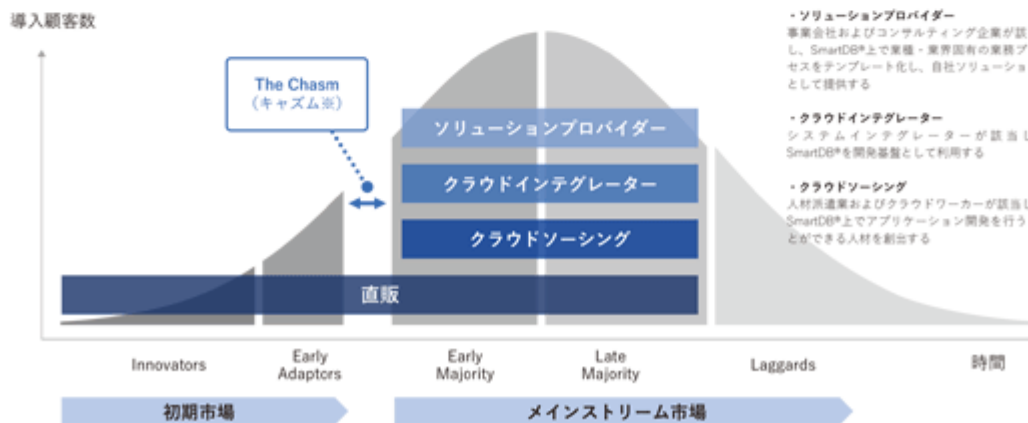 導入顧客数
The Chasm
(キャズム※)
ソリューションプロバイダー
クラウドインテグレーター
クラウドソーシング
直販
Innovators
Early
Adaptors
Early
Majority
Late
Majority
Laggards
時間
初期市場
メインストリーム市場
・ソリューションプロバイダー
事業会社およびコンサルティング企業が該
し、SmartDB®上で業種・業界固有の業務プ
セスをテンプレート化し、自社ソリューショ
として提供する
・クラウドインテグレーター
システムインテグレーターが該当し
SmartDB®を開発基盤として利用する
・クラウドソーシング
人材派遣業およびクラウドワーカーが該当し
SmartDB®上でアプリケーション開発を行う
とができる人材を創出する